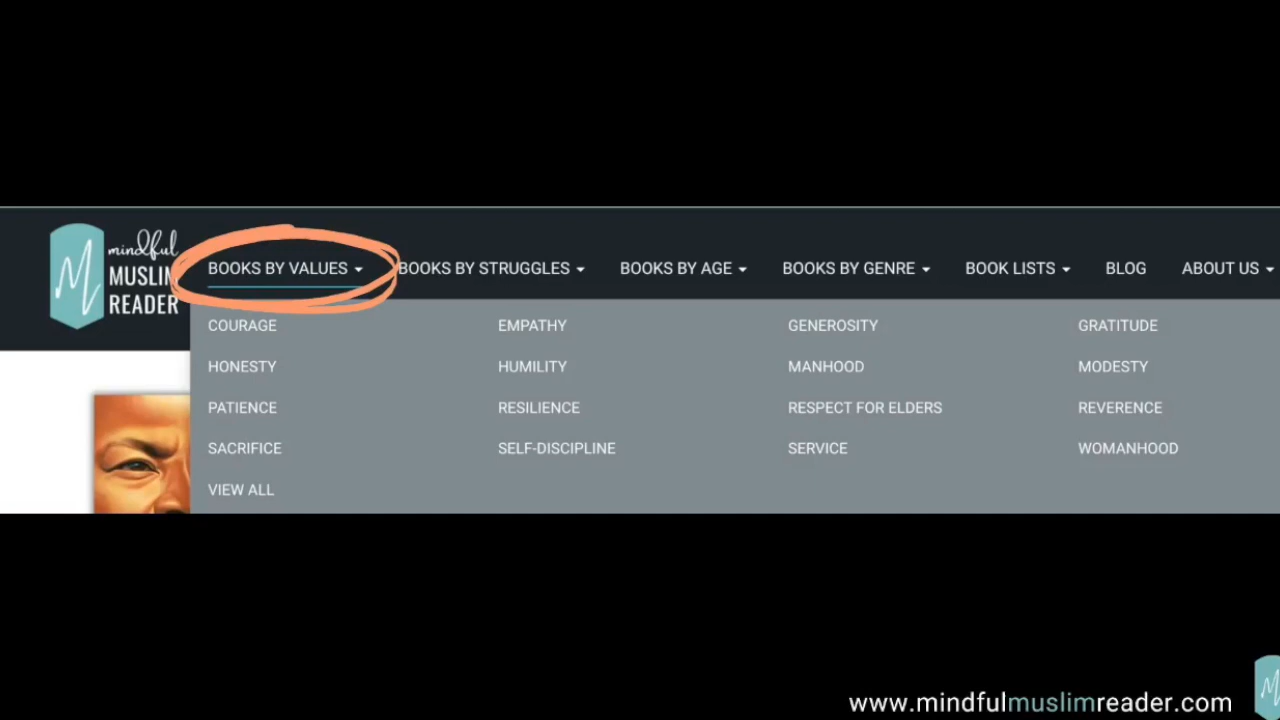 mindful
MUSLIM
READER
BOOKS BY VALUES BOOKS BY STRUGGLES BOOKS BY AGE BOOKS BY GENRE BOOK LISTS BLOG ABOUT US
COURAGE EMPATHY GENEROSITY GRATITUDE
HONESTY HUMILITY MANHOOD MODESTY
PATIENCE RESILIENCE RESPECT FOR ELDERS REVERENCE
SACRIFICE SELF-DISCIPLINE SERVICE WOMANHOOD
VIEW ALL
www.mindfulmuslimreader.com